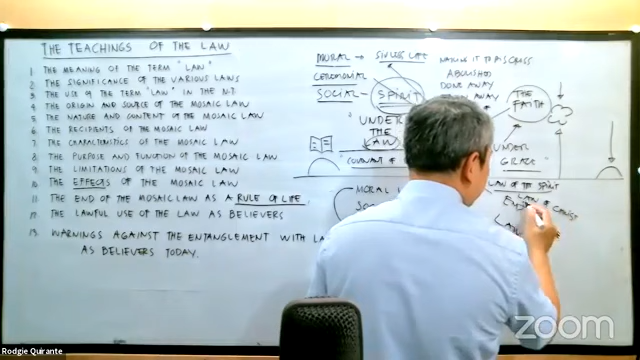 THE TEACHINGS OF THE LAW
1 THE MEANING OF THE TERM "LAW"
2 THE SIGNIFICANCE OF THE VARIOUS LAWS
3 THE USE OF THE TERM "LAW" IN THE N.T
4 THE ORIGIN AND SOURCE OF THE MOSAIC LAW
5 THE NATURE AND CONTENT OF THE MOSAIC LAW
6 THE RECIPIENTS OF THE MOSAIC LAW
7 THE CHARACTERISTICS OF THE MOSAIC LAW
8 THE PURPOSE AND FUNCTION OF THE MOSAIC LAW
9 THE LIMITATIONS OF THE MOSAIC LAW
10 THE EFFECTS OF THE MOSAIC LAW
11 THE END OF THE MOSAIC LAW AS A RULE OF LIFE
12 THE LAWFUL USE OF THE LAW AS BELIEVERS
13 WARNINGS AGAINST THE ENTANGLEMENT WITH LA
AS BELIEVERS TODAY.
MORAL → SINLESS LIFE
CEREMONIAL
SOCIAL – SPIRIT
UNDER
THE
LAW
COVENANT OF
MORAL
ABOLISHED
DONE AWAY
AWAY
THE
FAITH
UNDER
GRACE
LAW OF THE SPIRIT
LAW OF CHRIST
Rodgie Quirante
zoom